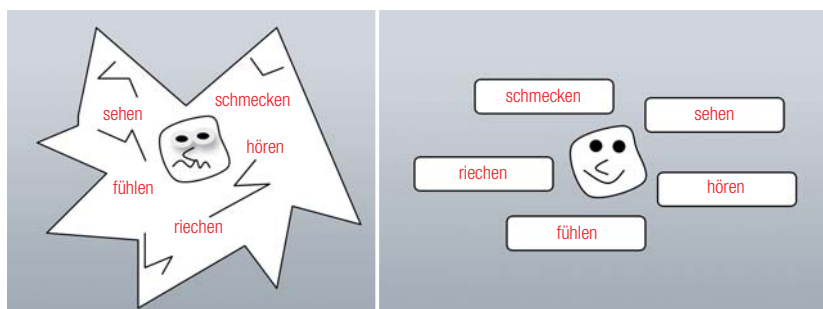 schmecken
sehen
hören
fühlen
riechen
schmecken
sehen
riechen
hören
fühlen